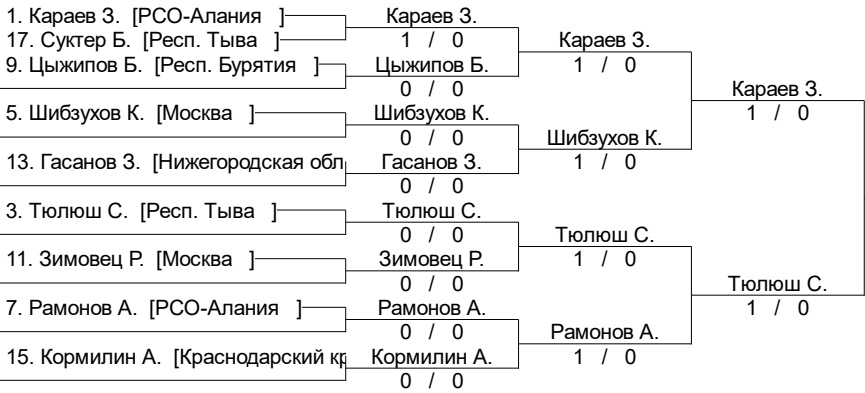 1. Караев З. [РСО-Алания ]
17. Суктер Б. [Респ. Тыва ]
9. Цыжипов Б. [Респ. Бурятия ]
5. Шибзухов К. [Москва ]
13. Гасанов З. [Нижегородская обл
3. Тюлюш С. [Респ. Тыва ]
11. Зимовец Р. [Москва ]
7. Рамонов А. [РСО-Алания ]
15. Кормилин А. [Краснодарский кр
Караев З.
1 / 0
Цыжипов Б.
0 / 0
Шибзухов К.
0 / 0
Гасанов З.
0 / 0
Тюлюш С.
0 / 0
Зимовец Р.
0 / 0
Рамонов А.
0 / 0
Кормилин А.
0 / 0
Караев З.
1 / 0
Шибзухов К.
1 / 0
Тюлюш С.
1 / 0
Рамонов А.
1 / 0
Караев З.
1 / 0
Тюлюш С.
1 / 0